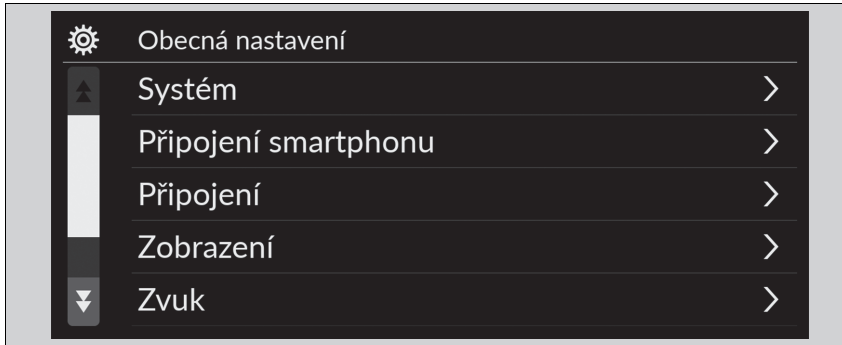 Obecná nastavení
Systém
Připojení smartphonu
Připojení
Zobrazení
Zvuk